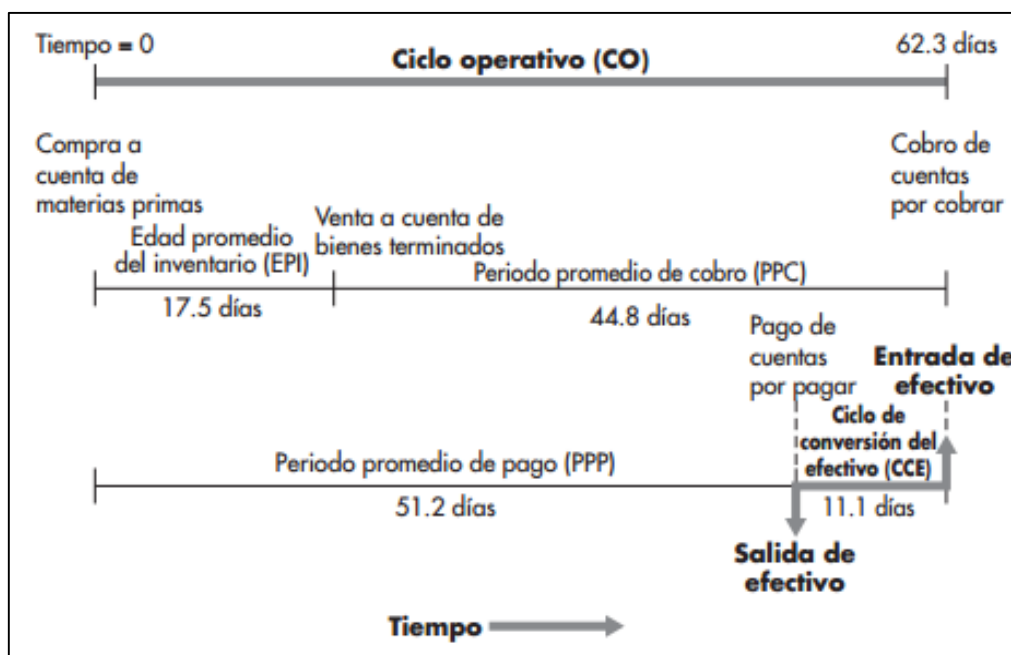 Tiempo = 0
62.3 días
Ciclo operativo (CO)
Compra a
cuenta de
materias primas
Cobro de
cuentas
por cobrar
Venta a cuenta de
bienes terminados
Edad promedio
del inventario (EPI)
Periodo promedio de cobro (PPC)
17.5 días
44.8 días
Pago de
cuentas
por pagar
Entrada de
efectivo
Ciclo de
conversión del
efectivo (CCE)
Periodo promedio de pago (PPP)
51.2 días
11.1 días
Salida de
efectivo
Tiempo